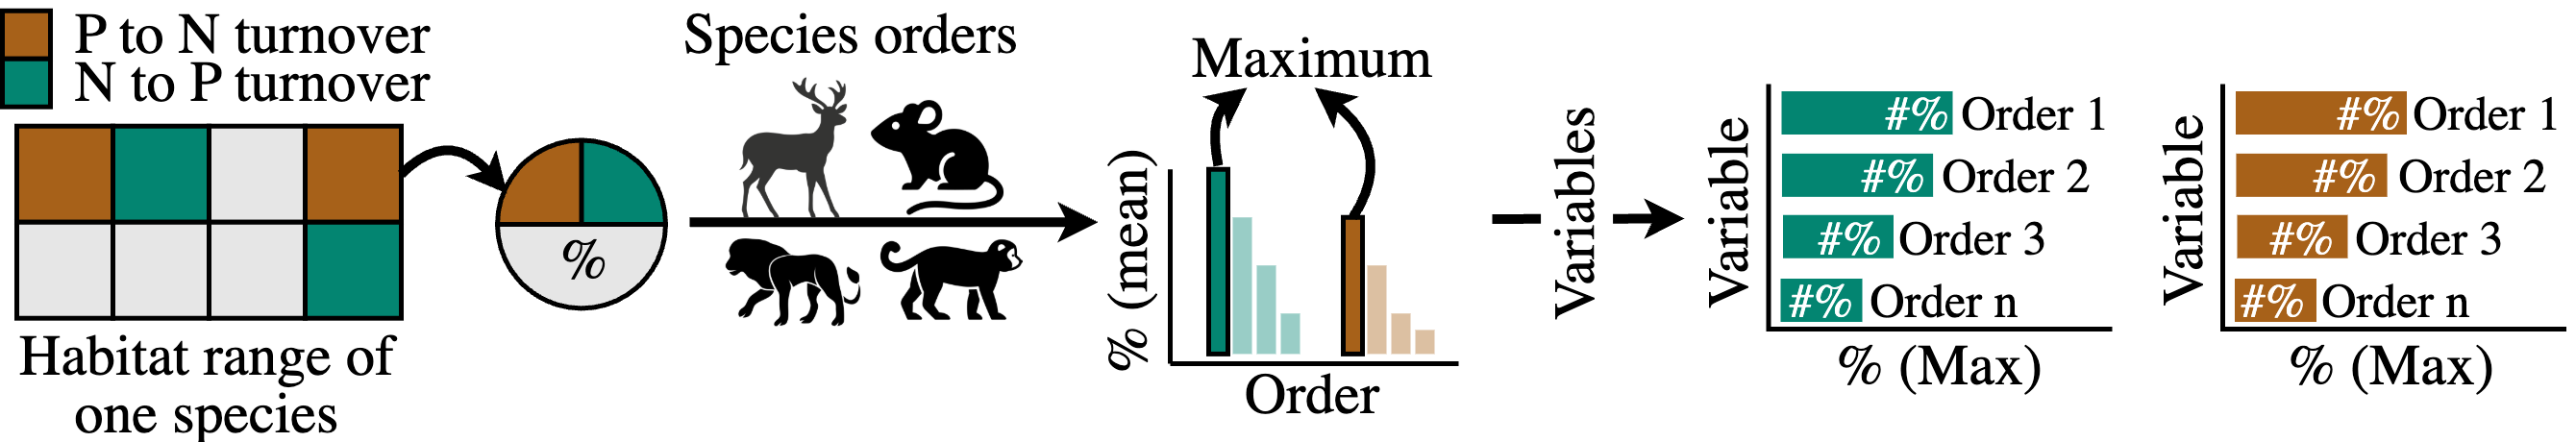 P to N turnover
N to P turnover
Habitat range of
one species
%
Species orders
Maximum
% (mean)
Order
Variables
Variable
#% Order 1
#% Order 2
#% Order 3
#% Order n
% (Max)
Variable
#% Order 1
#% Order 2
#% Order 3
#% Order n
% (Max)